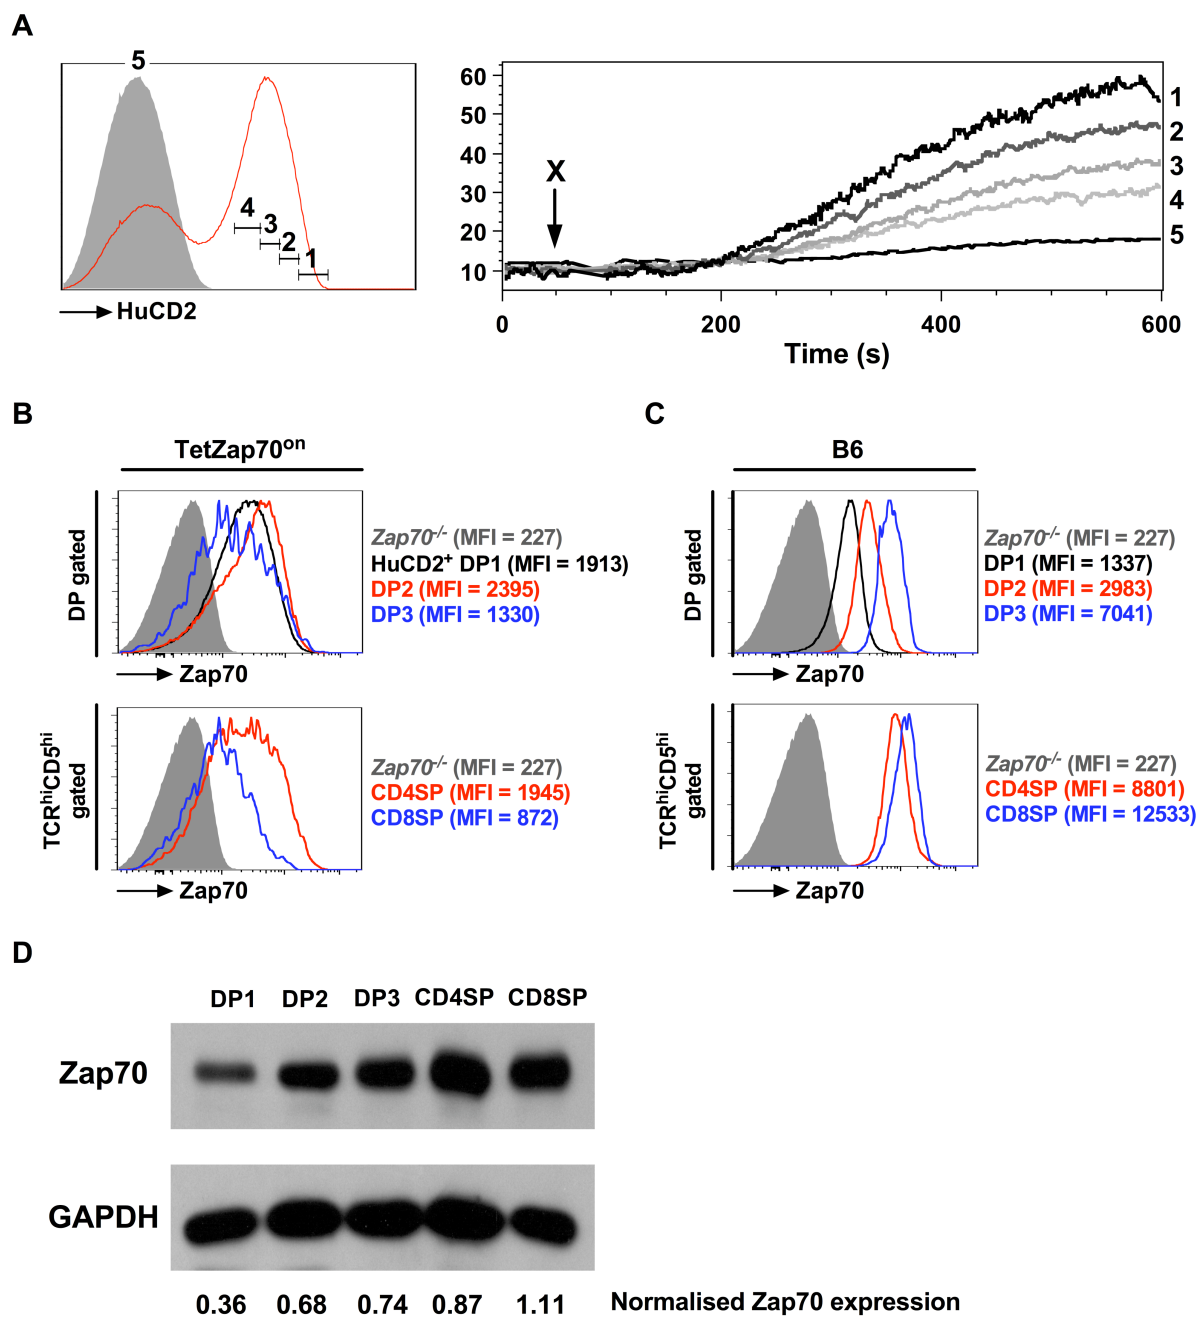 A
5
4
3
2
1
HuCD2
60
50
40
30
20
10
X
1
2
3
4
5
0
200
400
600
Time (s)
B
TetZap70on
DP gated
Zap70-/- (MFI = 227)
HuCD2+ DP1 (MFI = 1913)
DP2 (MFI = 2395)
DP3 (MFI = 1330)
Zap70
TCRhiCD5hi
gated
Zap70-/- (MFI = 227)
CD4SP (MFI = 1945)
CD8SP (MFI = 872)
Zap70
C
B6
DP gated
Zap70-/- (MFI = 227)
DP1 (MFI = 1337)
DP2 (MFI = 2983)
DP3 (MFI = 7041)
Zap70
TCRhiCD5hi
gated
Zap70-/- (MFI = 227)
CD4SP (MFI = 8801)
CD8SP (MFI = 12533)
Zap70
D
DP1 DP2 DP3 CD4SP CD8SP
Zap70
GAPDH
0.36 0.68 0.74 0.87 1.11 Normalised Zap70 expression